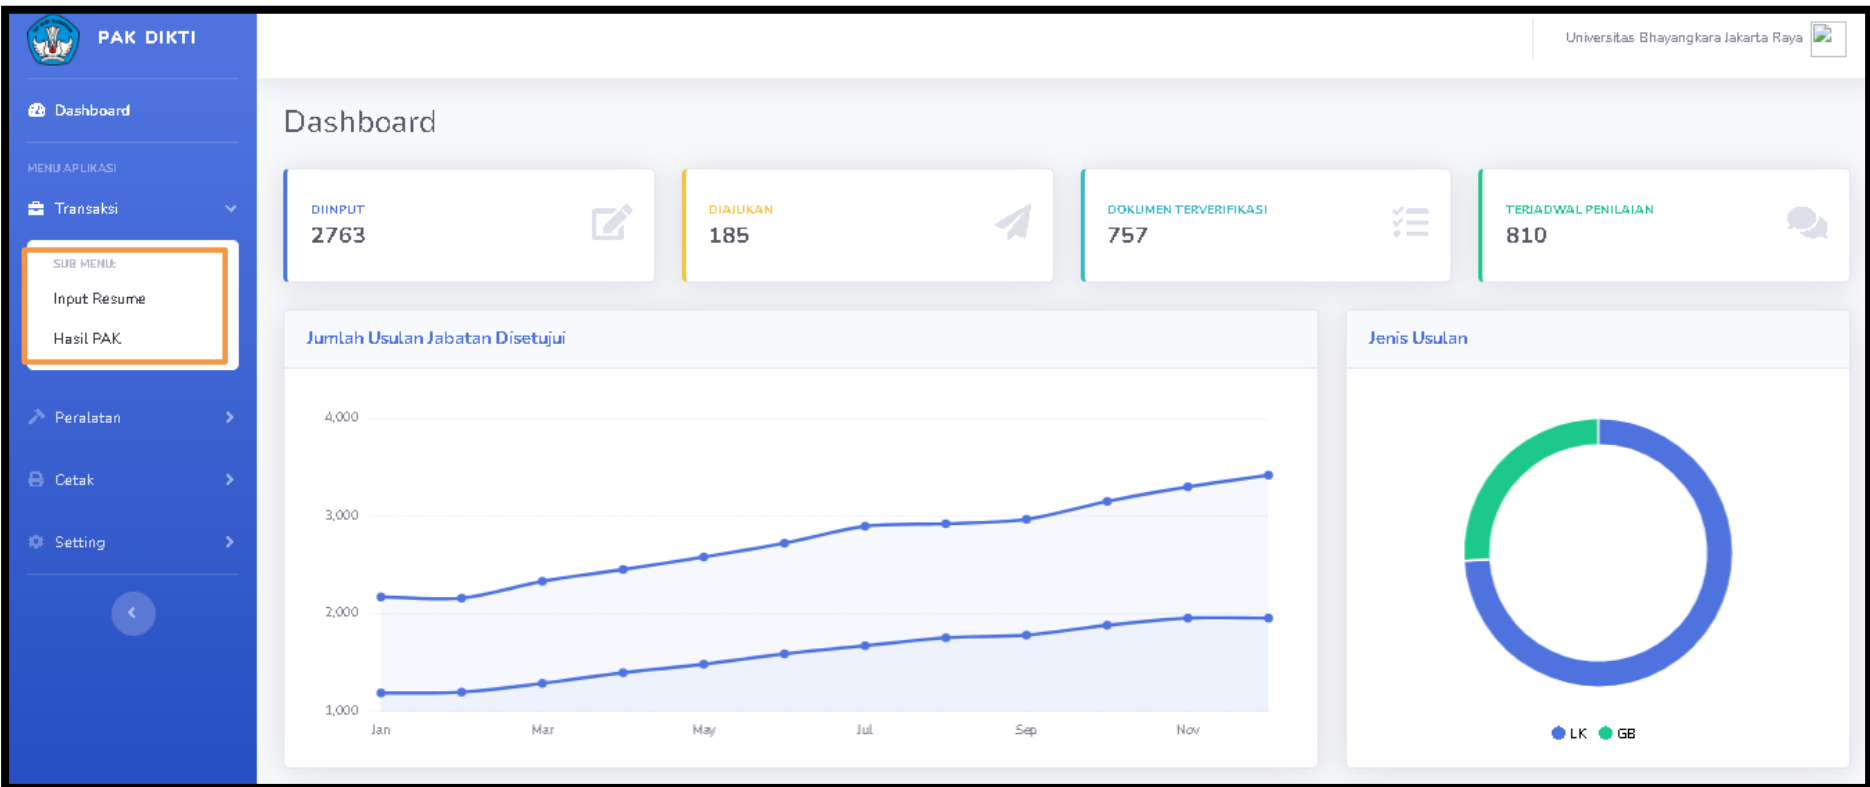 PAK DIKTI
Universitas Bhayangkara Jakarta Raya
Dashboard
MENU APLIKASI
Transaksi
SUB MENU:
Input Resume
Hasil PAK
Peralatan
Cetak
Setting
Dashboard
DIINPUT
2763
DIAJUKAN
185
DOKUMEN TERVERIFIKASI
757
TERJADWAL PENILAIAN
810
Jumlah Usulan Jabatan Disetujui
4,000
3,000
2,000
1,000
Jan Mar May Jul Sep Nov
Jenis Usulan
LK GB